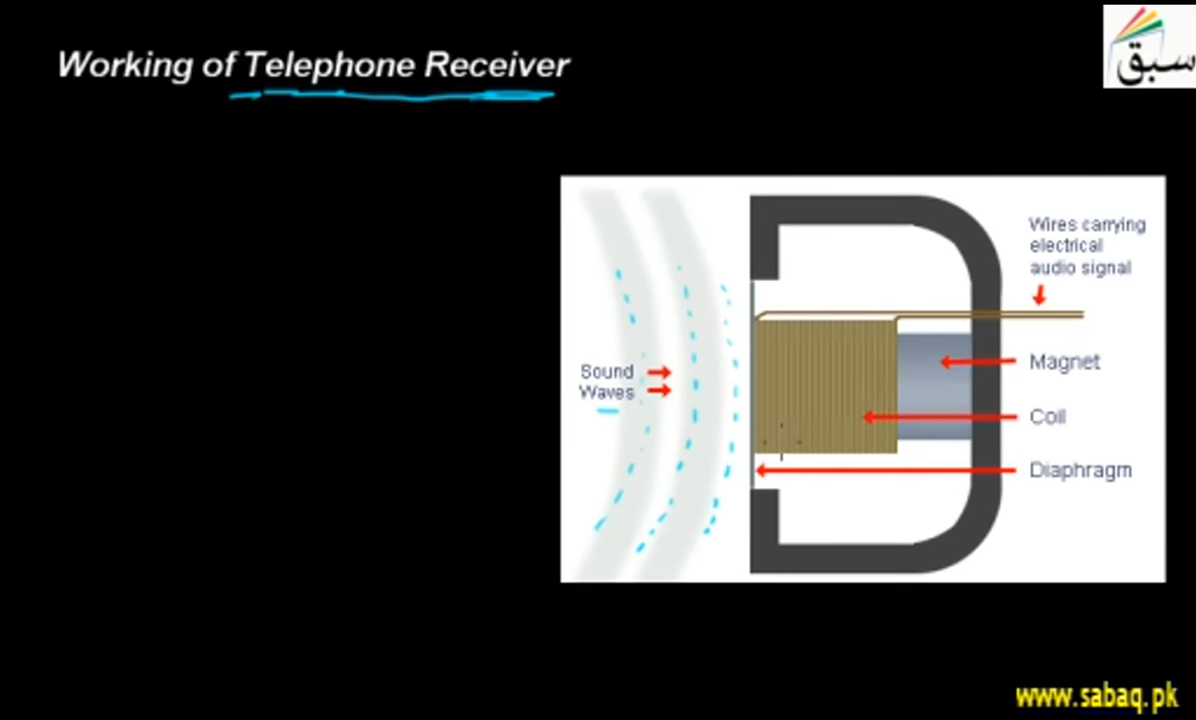 Working of Telephone Receiver
سبق
Wires carrying
electrical
audio signal
Sound
Waves
Magnet
Coil
Diaphragm
www.sabaq.pk